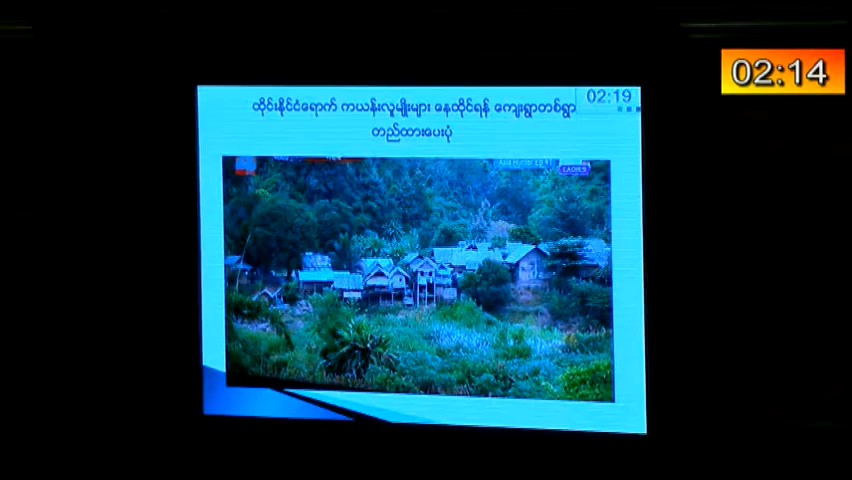 02:14
02:19
ထိုင်းနိုင်ငံရောက် ကယန်းလူမျိုးများ နေထိုင်ရန် ကျေးရွာတစ်ရွာ
တည်ထားပေးပုံ
LADIES